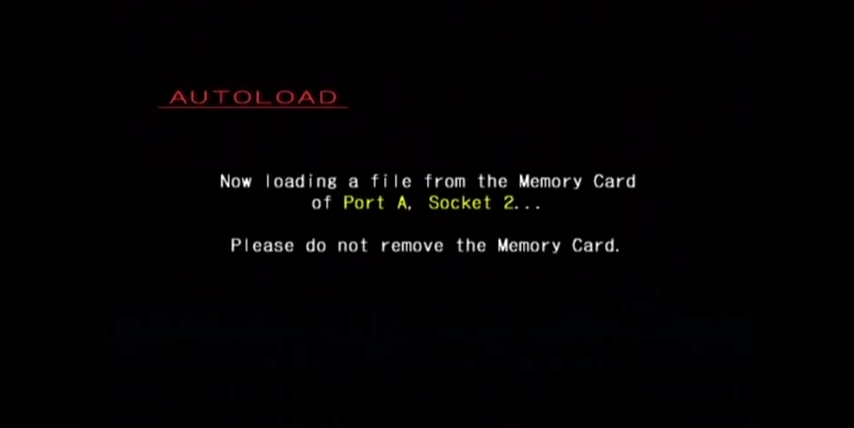 AUTOLOAD
Now loading a file from the Memory Card
of Port A, Socket 2...
Please do not remove the Memory Card.